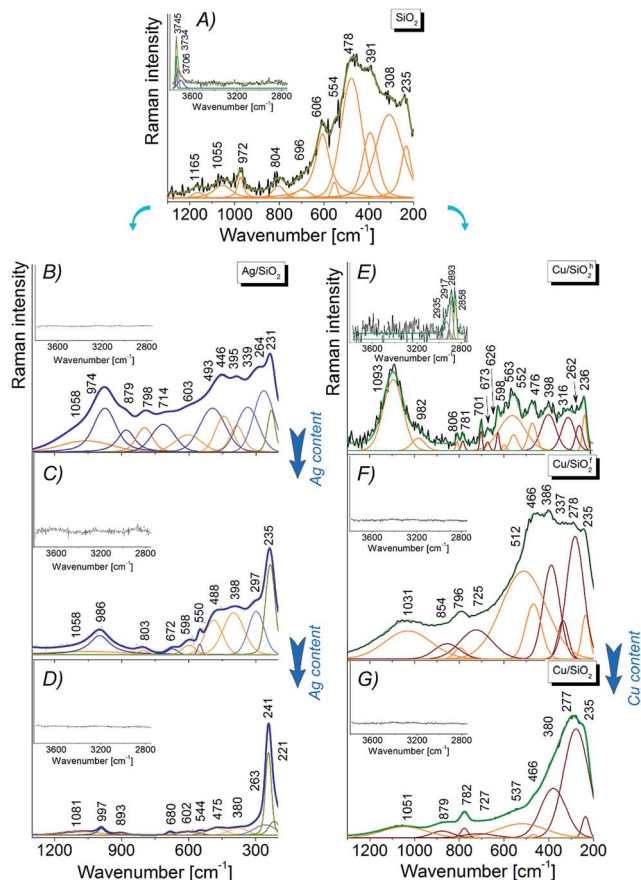 A)
SiO2
3745
3734
3706
3600 3200 2800
Wavenumber [cm-1]
Raman intensity
1165
1055
972
804
696
606
554
478
391
308
235
1200 1000 800 600 400 200
Wavenumber [cm-1]
B)
Ag/SiO2
3600 3200 2800
Wavenumber [cm-1]
Raman intensity
1058
974
879
798
714
603
493
446
395
339
264
231
Ag content
C)
3600 3200 2800
Wavenumber [cm-1]
1058
986
803
672
598
550
488
398
297
235
Ag content
D)
3600 3200 2800
Wavenumber [cm-1]
1081
997
893
680
602
544
475
380
263
241
221
1200 900 600 300
Wavenumber [cm-1]
E)
Cu/SiO2h
2935
2917
2893
2858
3600 3200 2800
Wavenumber [cm-1]
Raman intensity
1093
982
806
781
701
673
626
598
563
552
476
398
316
262
236
F)
Cu/SiO2f
3600 3200 2800
Wavenumber [cm-1]
1031
854
796
725
512
466
386
337
278
235
Cu content
G)
Cu/SiO2
3600 3200 2800
Wavenumber [cm-1]
1051
879
782
727
537
466
380
277
235
1200 1000 800 600 400 200
Wavenumber [cm-1]